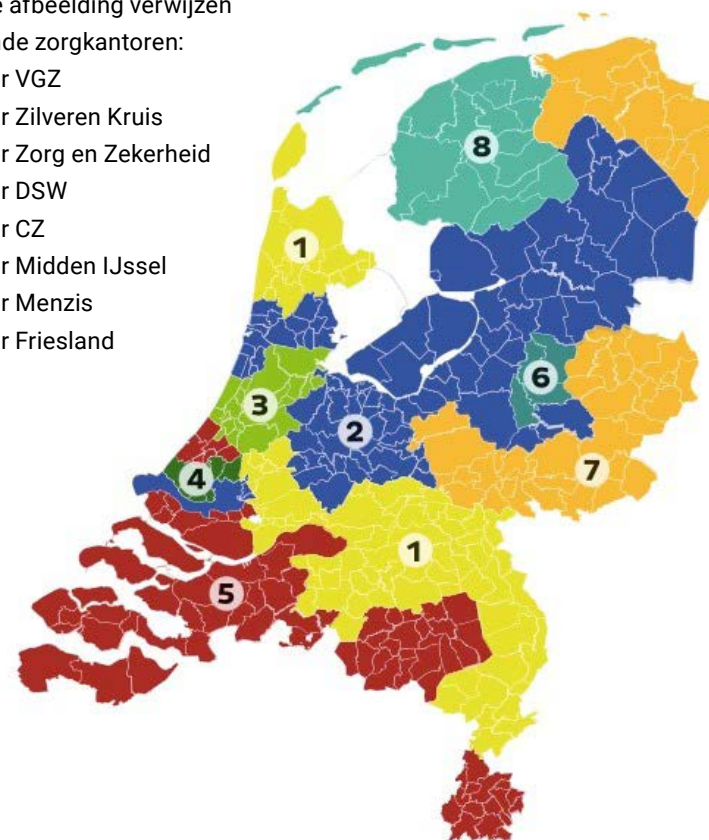 afbeelding verwijzen
nde zorgkantoren:
r VGZ
r Zilveren Kruis
r Zorg en Zekerheid
r DSW
r CZ
r Midden IJssel
r Menzis
r Friesland
8
1
6
3
2
4
7
1
5